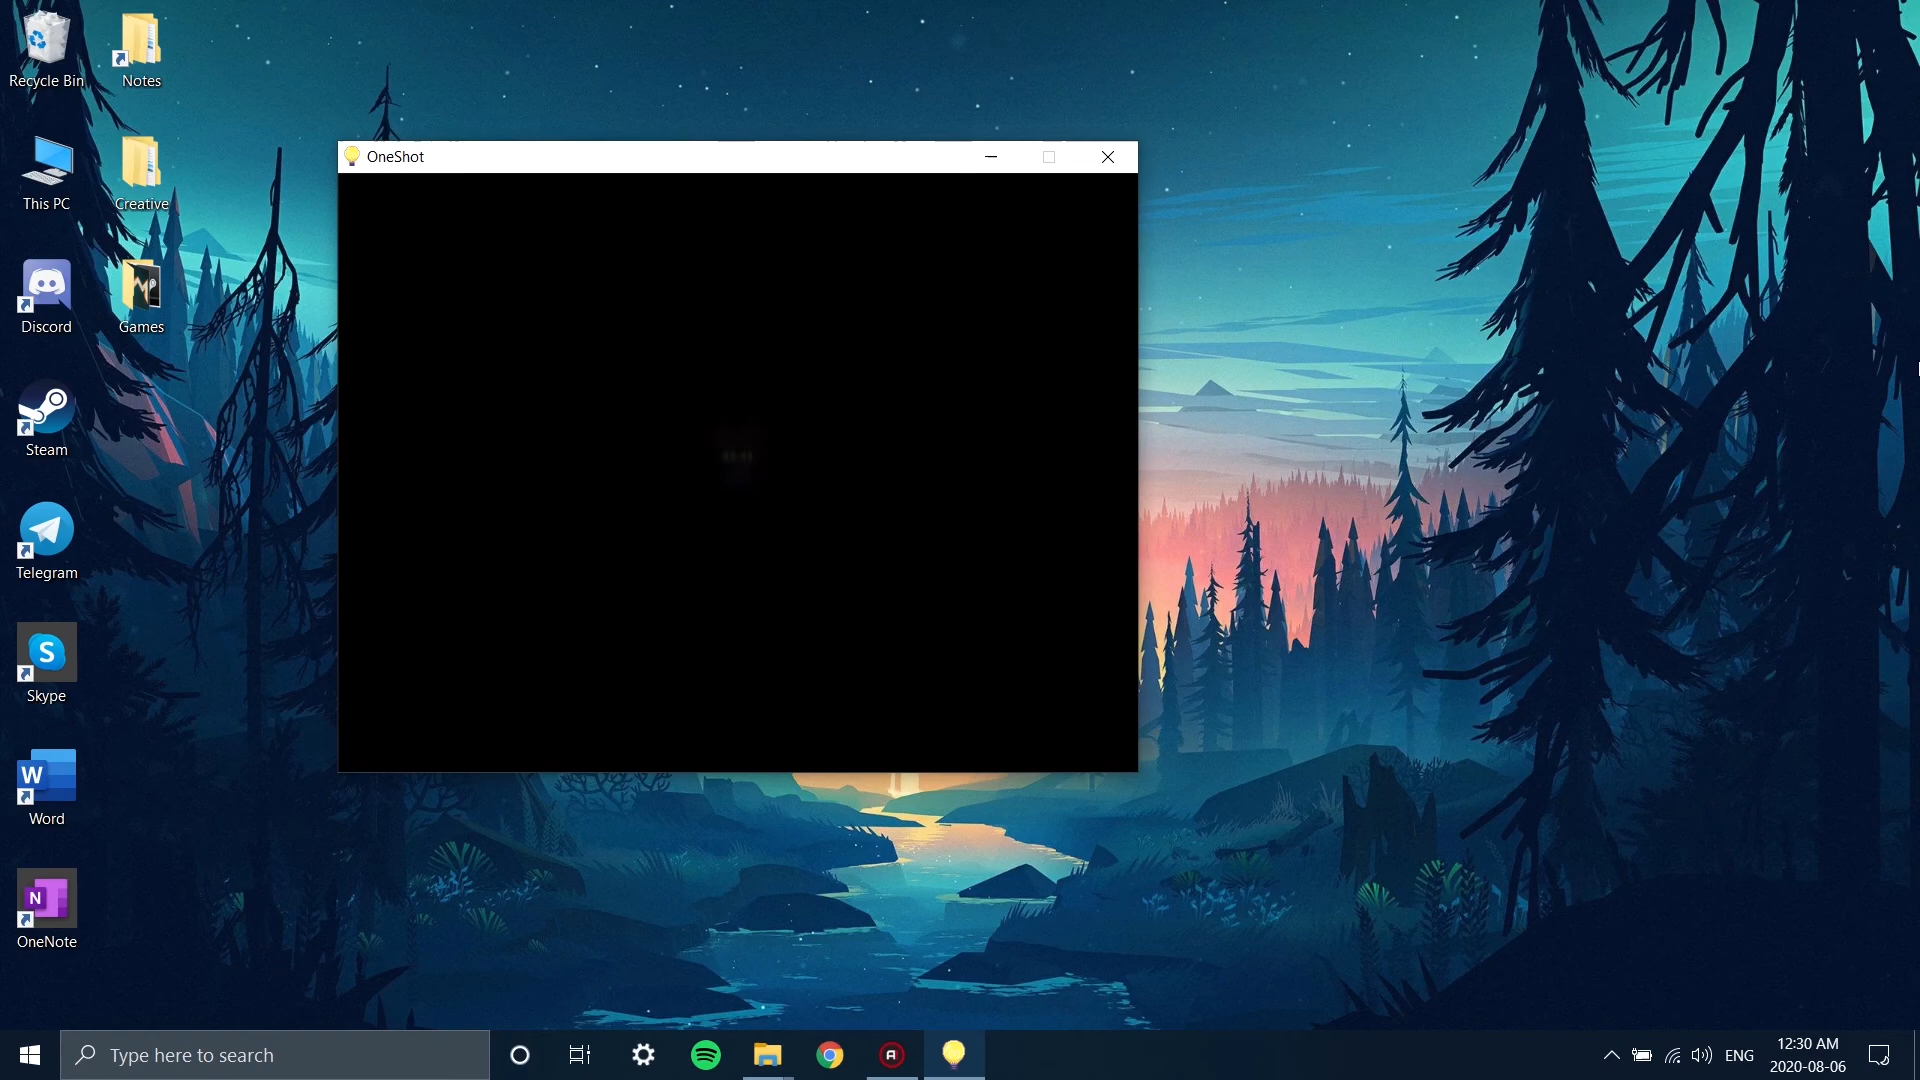 Recycle Bin
Notes
This PC
Creative
Discord
Games
Steam
Telegram
Skype
Word
OneNote
OneShot
Type here to search
ENG
12:30 AM
2020-08-06